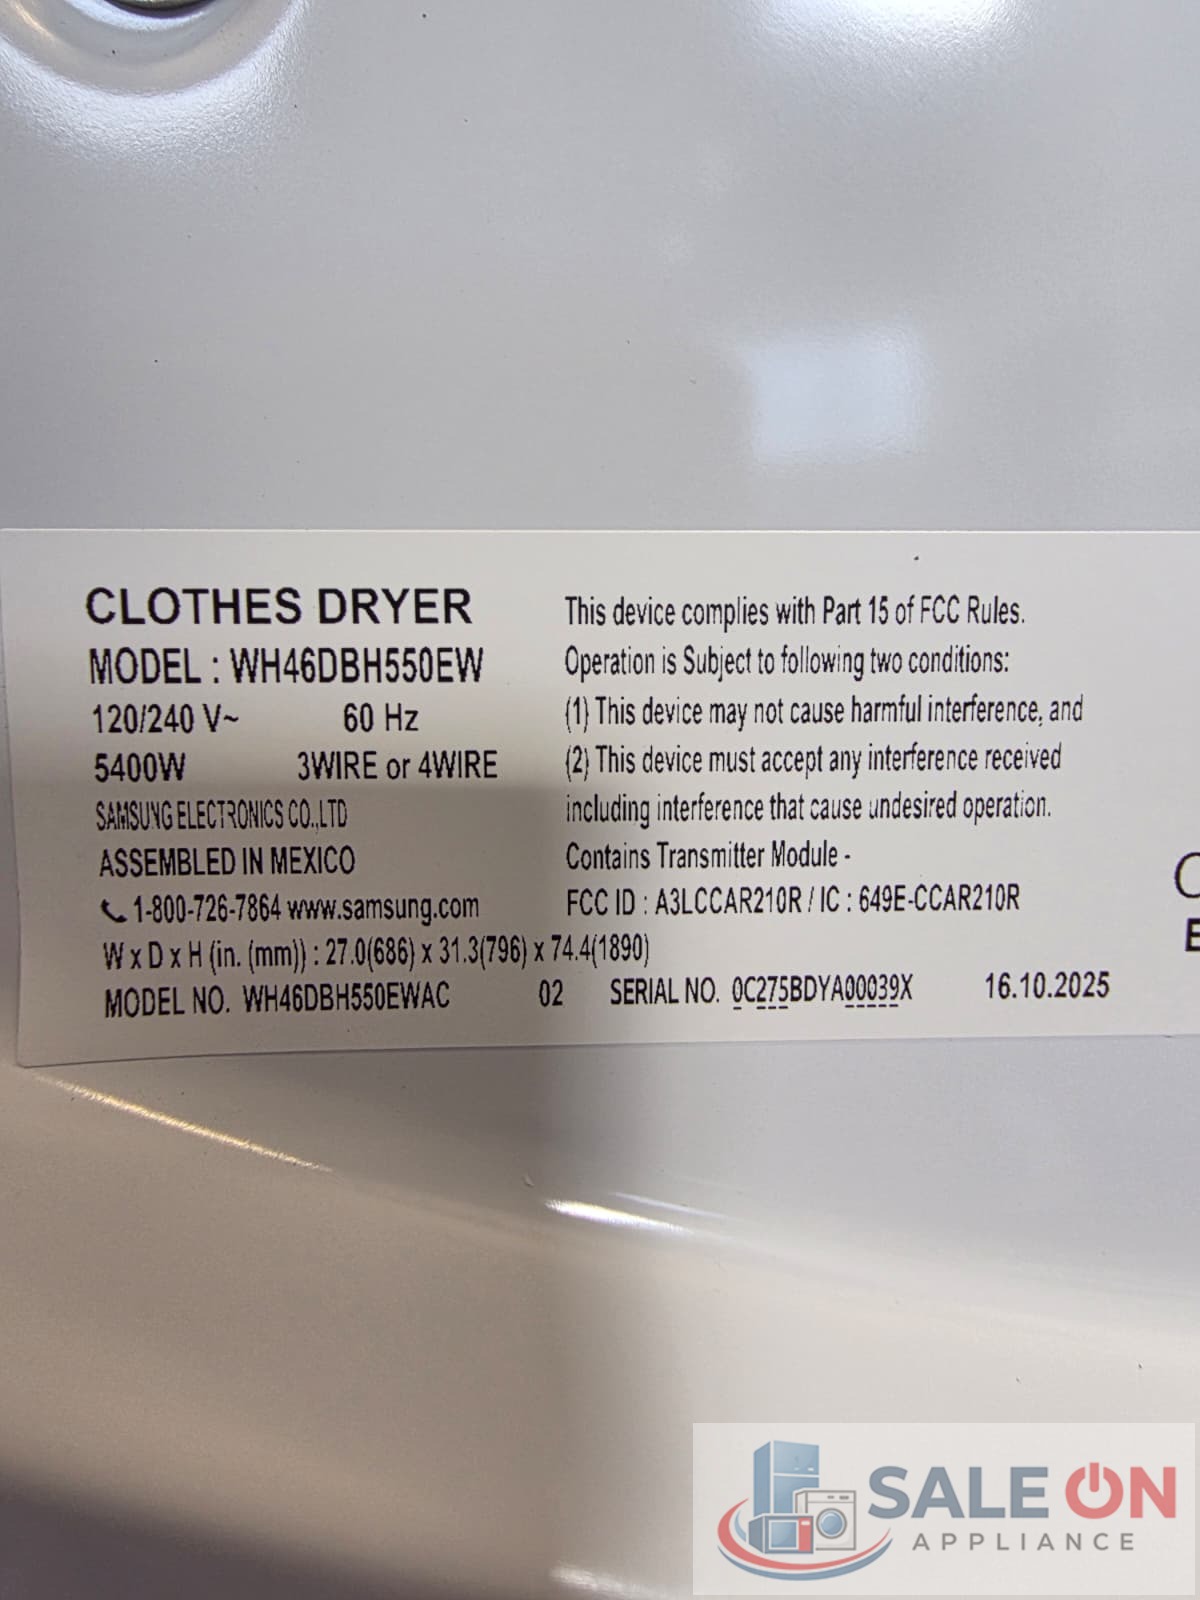 CLOTHES DRYER
MODEL : WH46DBH550EW
120/240 V~ 60 Hz
5400W 3WIRE or 4WIRE
SAMSUNG ELECTRONICS CO.,LTD
ASSEMBLED IN MEXICO
1-800-726-7864 www.samsung.com
W x D x H (in. (mm)) : 27.0(686) x 31.3(796) x 74.4(1890)
MODEL NO. WH46DBH550EWAC 02 SERIAL NO. 0C275BDYA00039X 16.10.2025
This device complies with Part 15 of FCC Rules.
Operation is Subject to following two conditions:
(1) This device may not cause harmful interference, and
(2) This device must accept any interference received
including interference that cause undesired operation.
Contains Transmitter Module -
FCC ID : A3LCCAR210R / IC : 649E-CCAR210R
SALE ON
APPLIANCE